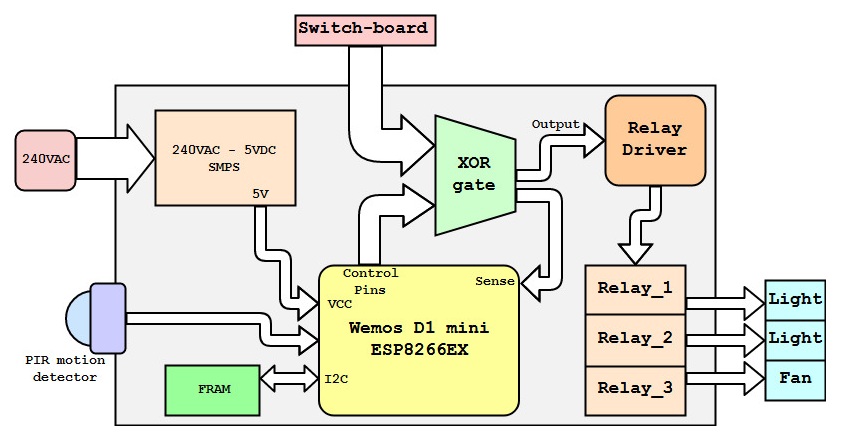 Switch-board
240VAC
240VAC - 5VDC
SMPS
5V
XOR
gate
Output
Relay
Driver
Control
Pins
Sense
VCC
Wemos D1 mini
ESP8266EX
I2C
PIR motion
detector
FRAM
Relay_1
Relay_2
Relay_3
Light
Light
Fan